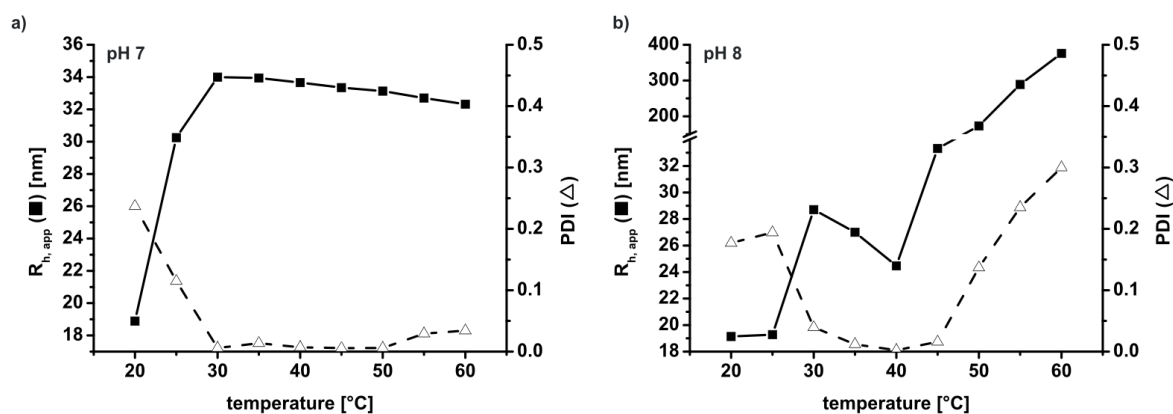 a)
pH 7
36
34
32
30
28
26
24
22
20
18
R h, app (■) [nm]
0.5
0.4
0.3
0.2
0.1
0.0
PDI (△)
20 30 40 50 60
temperature [°C]
b)
pH 8
400
300
200
32
30
28
26
24
22
20
18
R h, app (■) [nm]
0.5
0.4
0.3
0.2
0.1
0.0
PDI (△)
20 30 40 50 60
temperature [°C]